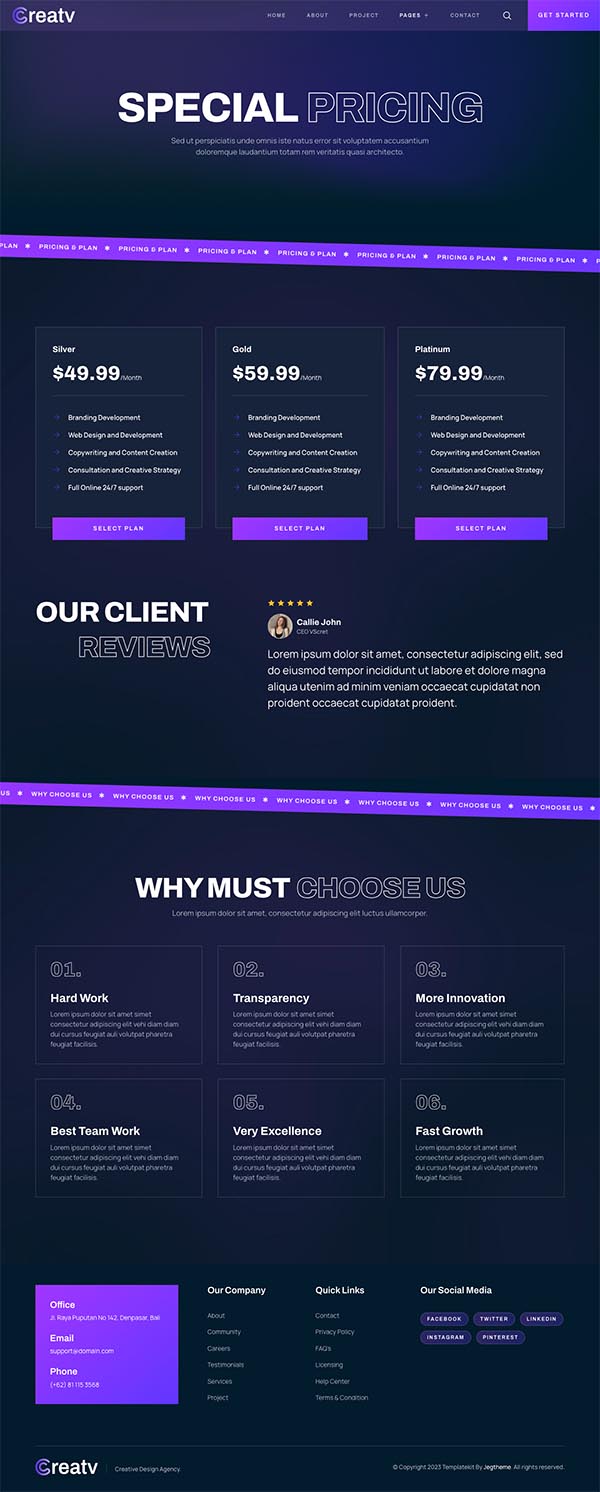 Creatv
HOME ABOUT PROJECT PAGES + CONTACT GET STARTED
SPECIAL PRICING
Sed ut perspiciatis unde omnis iste natus error sit voluptatem accusantium
doloremque laudantium totam rem veritatis quasi architecto.
PLAN ✱ PRICING & PLAN ✱ PRICING & PLAN ✱ PRICING & PLAN ✱ PRICING & PLAN ✱ PRICING & PLAN ✱ PRICING & PLAN ✱ PRICING & PLAN ✱ P
Silver
$49.99/Month
Branding Development
Web Design and Development
Copywriting and Content Creation
Consultation and Creative Strategy
Full Online 24/7 support
SELECT PLAN
Gold
$59.99/Month
Branding Development
Web Design and Development
Copywriting and Content Creation
Consultation and Creative Strategy
Full Online 24/7 support
SELECT PLAN
Platinum
$79.99/Month
Branding Development
Web Design and Development
Copywriting and Content Creation
Consultation and Creative Strategy
Full Online 24/7 support
SELECT PLAN
OUR CLIENT
REVIEWS
Callie John
CEO VScret
Lorem ipsum dolor sit amet, consectetur adipiscing elit, sed
do eiusmod tempor incididunt ut labore et dolore magna
aliqua utenim ad minim veniam occaecat cupidatat non
proident occaecat cupidatat proident.
US ✱ WHY CHOOSE US ✱ WHY CHOOSE US ✱ WHY CHOOSE US ✱ WHY CHOOSE US ✱ WHY CHOOSE US ✱ WHY CHOOSE US ✱ WHY CHOOSE US ✱
WHY MUST CHOOSE US
Lorem ipsum dolor sit amet, consectetur adipiscing elit luctus ullamcorper.
01.
Hard Work
Lorem ipsum dolor sit amet simet
consectetur adipiscing elit vehi diam diam
dui cursus feugiat auli volutpat pharetra
feugiat facilisis.
02.
Transparency
Lorem ipsum dolor sit amet simet
consectetur adipiscing elit vehi diam diam
dui cursus feugiat auli volutpat pharetra
feugiat facilisis.
03.
More Innovation
Lorem ipsum dolor sit amet simet
consectetur adipiscing elit vehi diam diam
dui cursus feugiat auli volutpat pharetra
feugiat facilisis.
04.
Best Team Work
Lorem ipsum dolor sit amet simet
consectetur adipiscing elit vehi diam diam
dui cursus feugiat auli volutpat pharetra
feugiat facilisis.
05.
Very Excellence
Lorem ipsum dolor sit amet simet
consectetur adipiscing elit vehi diam diam
dui cursus feugiat auli volutpat pharetra
feugiat facilisis.
06.
Fast Growth
Lorem ipsum dolor sit amet simet
consectetur adipiscing elit vehi diam diam
dui cursus feugiat auli volutpat pharetra
feugiat facilisis.
Office
Jl. Raya Puputan No 142, Denpasar, Bali
Email
support@domain.com
Phone
(+62) 81 115 3568
Our Company
About
Community
Careers
Testimonials
Services
Project
Quick Links
Contact
Privacy Policy
FAQ's
Licensing
Help Center
Terms & Condition
Our Social Media
FACEBOOK TWITTER LINKEDIN
INSTAGRAM PINTEREST
Creatv Creative Design Agency.
© Copyright 2023 Templatekit By Jegtheme. All rights reserved.